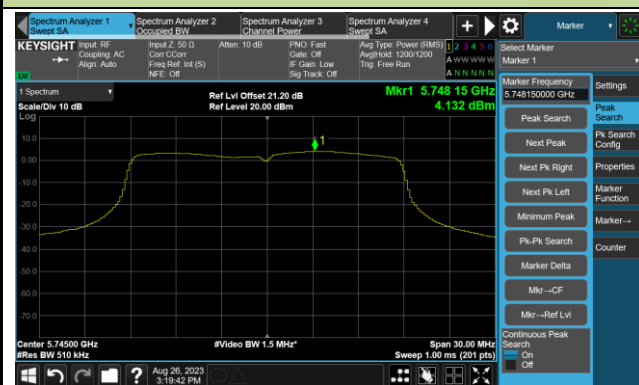 Spectrum Analyzer 1
Swept SA
Spectrum Analyzer 2
Occupied BW
Spectrum Analyzer 3
Channel Power
Spectrum Analyzer 4
Swept SA
Marker
KEYSIGHT
Input: RF
Coupling: AC
Align: Auto
Input Z: 50 Ω
Corr CCorr
Freq Ref: Int (S)
NFE: Off
Atten: 10 dB
PNO: Fast
Gate: Off
IF Gain: Low
Sig Track: Off
Avg Type: Power (RMS)
Avg|Hold: 1200/1200
Trig: Free Run
1 2 3 4 5 6
A W W W W W
A N N N N N
LXI
Select Marker
Marker 1
1 Spectrum
Scale/Div 10 dB
Log
Ref Lvl Offset 21.20 dB
Ref Level 20.00 dBm
Mkr1 5.748 15 GHz
4.132 dBm
1
10.0
0.00
-10.0
-20.0
-30.0
-40.0
-50.0
-60.0
-70.0
Center 5.74500 GHz
#Res BW 510 kHz
#Video BW 1.5 MHz*
Span 30.00 MHz
Sweep 1.00 ms (201 pts)
Marker Frequency
5.748150000 GHz
Peak Search
Next Peak
Next Pk Right
Next Pk Left
Minimum Peak
Pk-Pk Search
Marker Delta
Mkr→CF
Mkr→Ref Lvl
Continuous Peak
Search
On
Off
Settings
Peak
Search
Pk Search
Config
Properties
Marker
Function
Marker→
Counter
?
Aug 26, 2023
3:19:42 PM